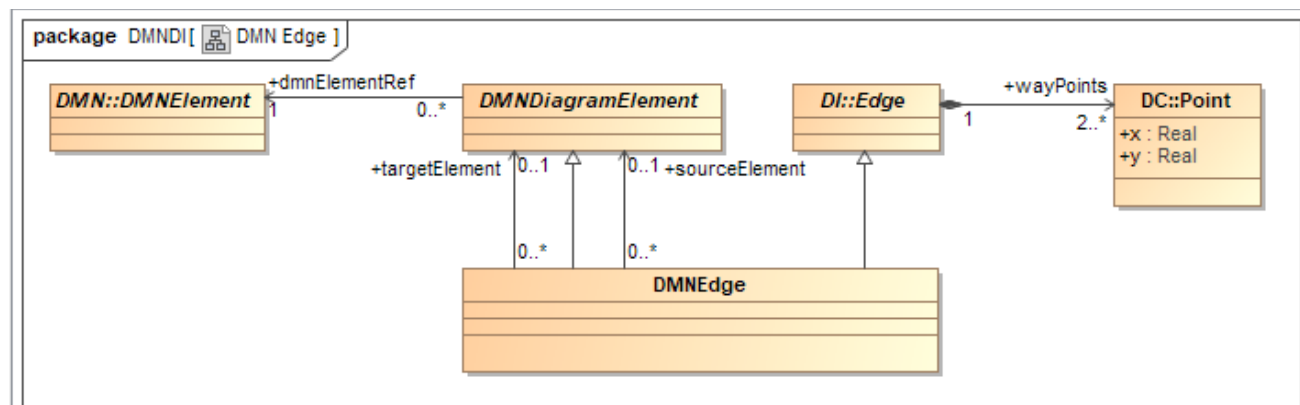 package DMNDI[ DMN Edge ]
DMN::DMNElement
+dmnElementRef
1
0..*
DMNDiagramElement
DI::Edge
1
+wayPoints
2..*
DC::Point
+x : Real
+y : Real
+targetElement
0..1
0..1
+sourceElement
0..*
0..*
DMNEdge